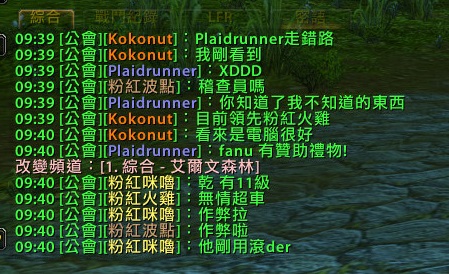 綜合 戰鬥紀錄 LFE 密語
09:39 [公會][Kokonut]：Plaidrunner走錯路
09:39 [公會][Kokonut]：我剛看到
09:39 [公會][Plaidrunner]：XDDD
09:39 [公會][粉紅波點]：稽查員嗎
09:39 [公會][Plaidrunner]：你知道了我不知道的東西
09:39 [公會][Kokonut]：目前領先粉紅火雞
09:40 [公會][Kokonut]：看來是電腦很好
09:40 [公會][Plaidrunner]：fanu 有贊助禮物!
改變頻道：[1. 綜合 - 艾爾文森林]
09:40 [公會][粉紅咪嚕]：乾 有11級
09:40 [公會][粉紅火雞]：無情超車
09:40 [公會][粉紅咪嚕]：作弊拉
09:40 [公會][粉紅波點]：作弊啦
09:40 [公會][粉紅咪嚕]：他剛用滾der